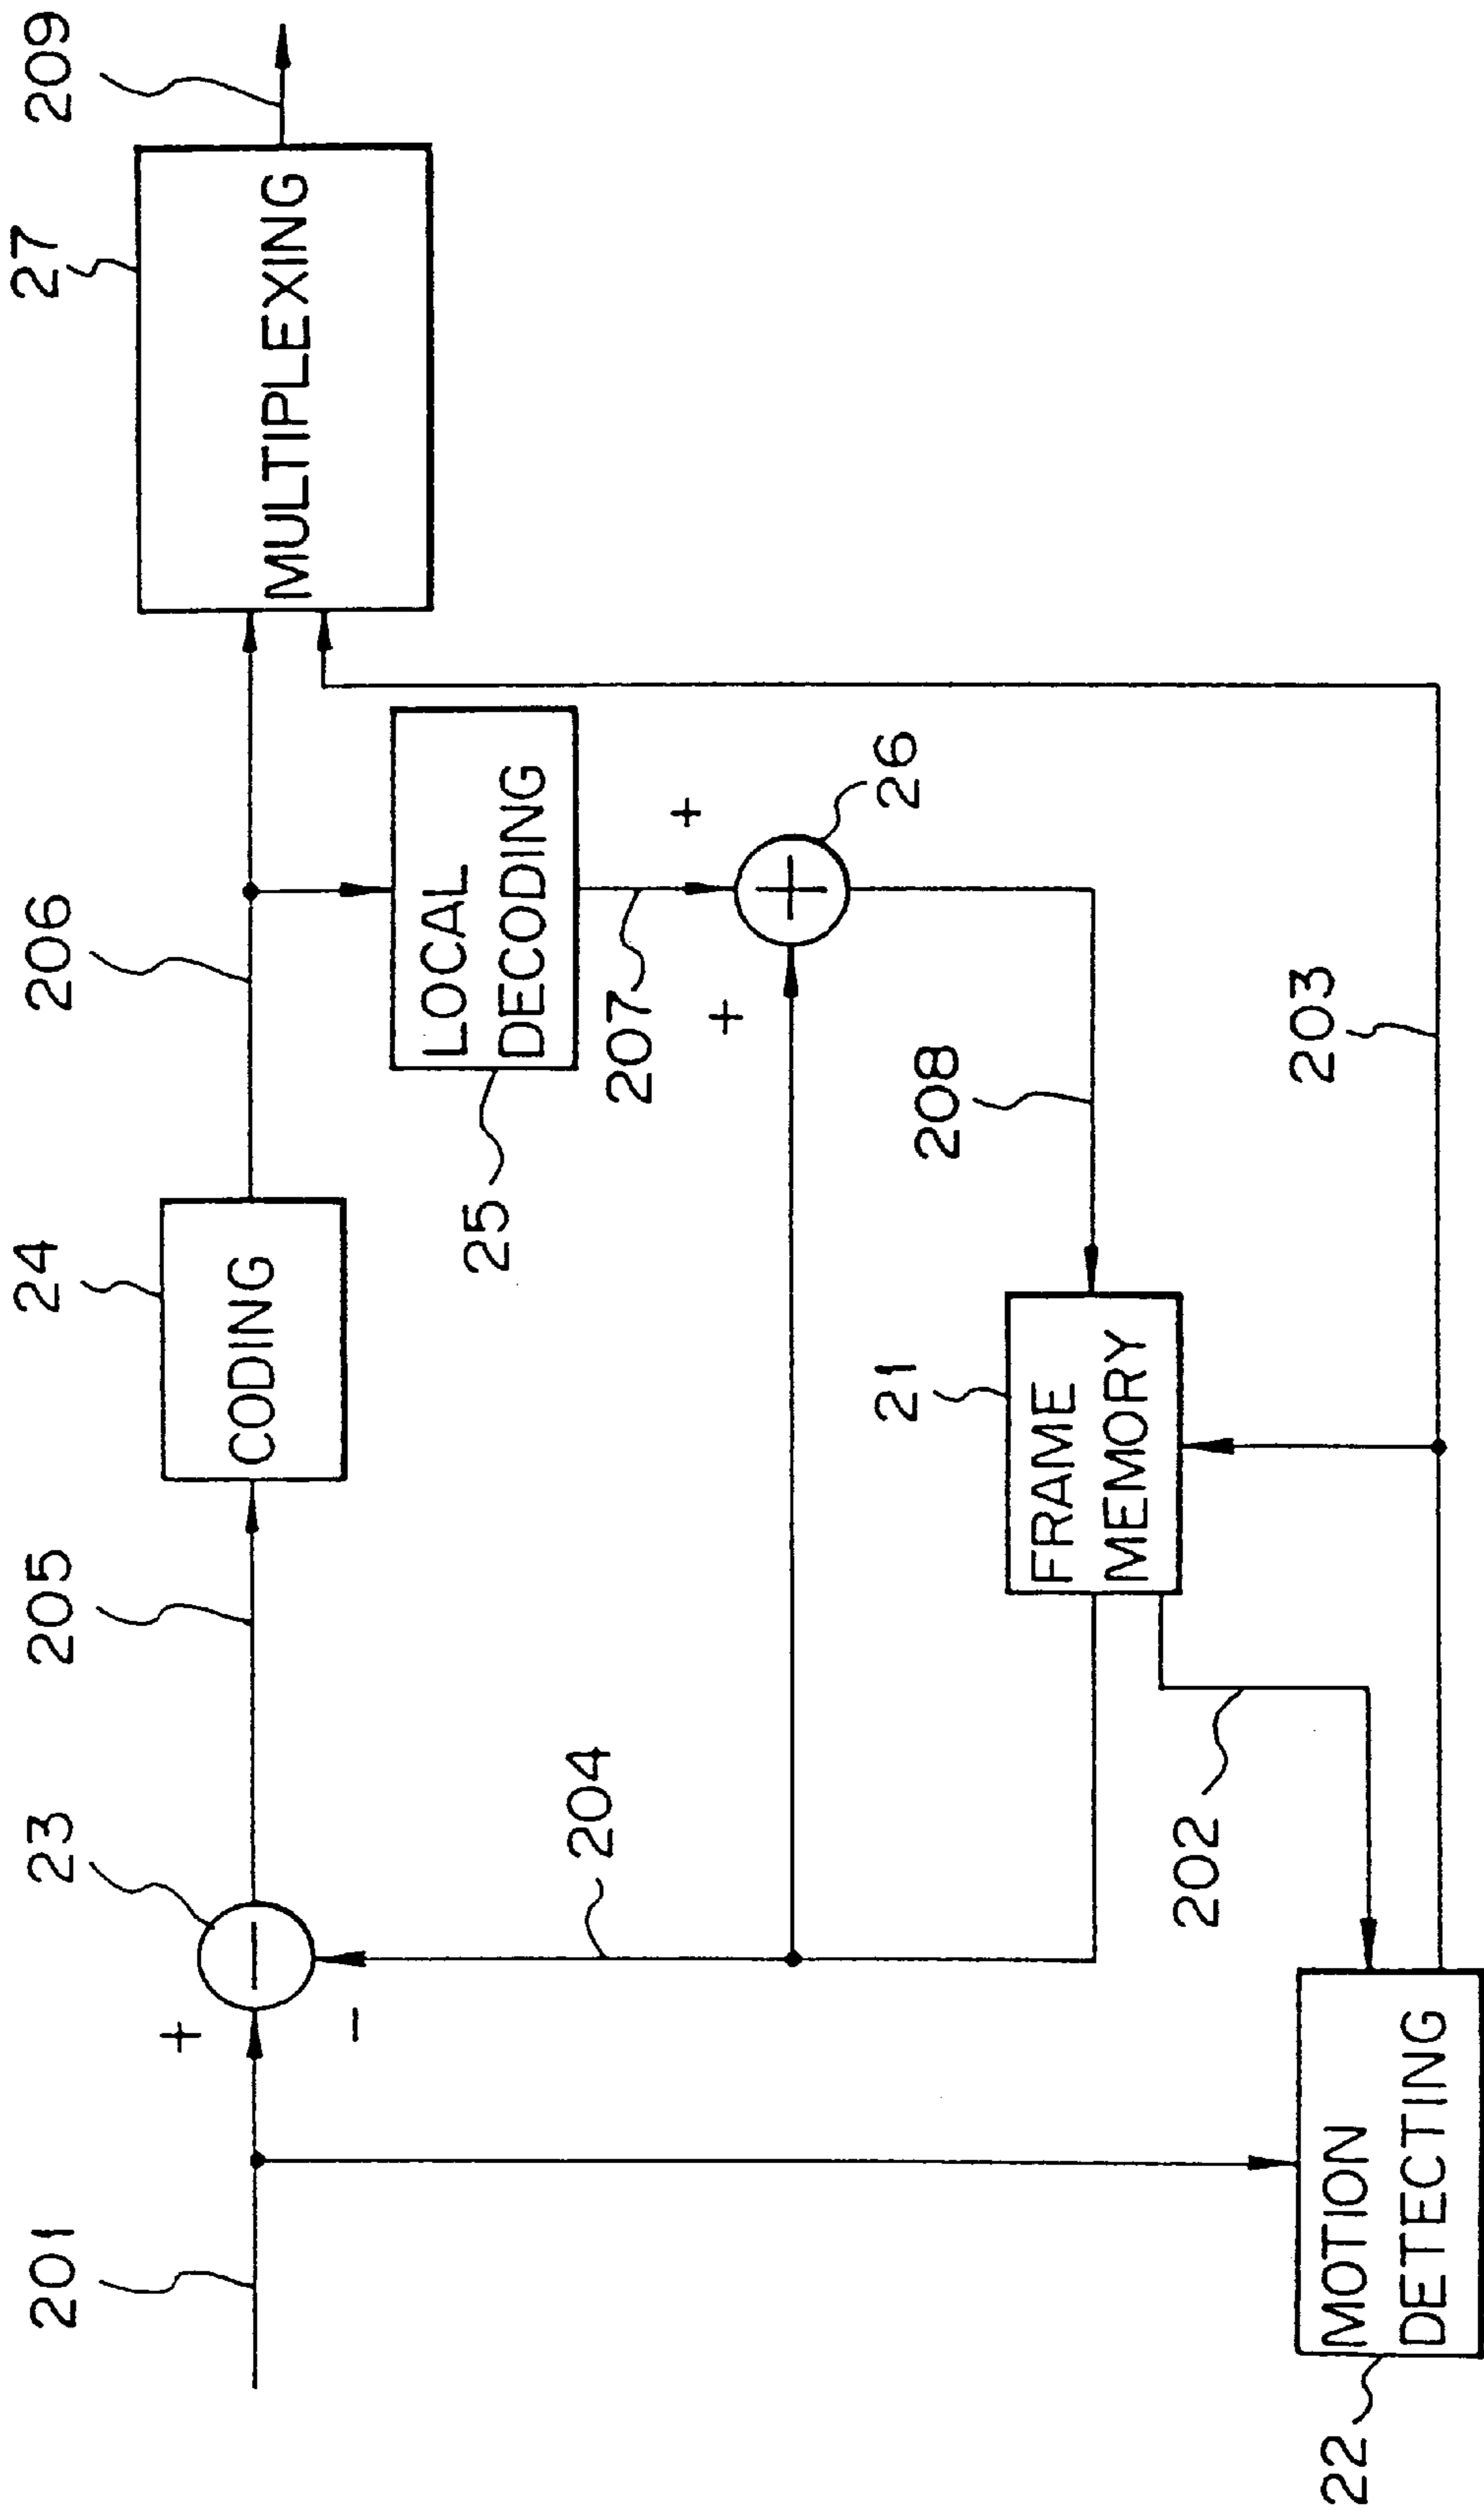 201
23
205
24
206
27
209
+
−
CODING
MULTIPLEXING
LOCAL
DECODING
25
207
+
+
26
204
208
21
FRAME
MEMORY
202
203
MOTION
DETECTING
22